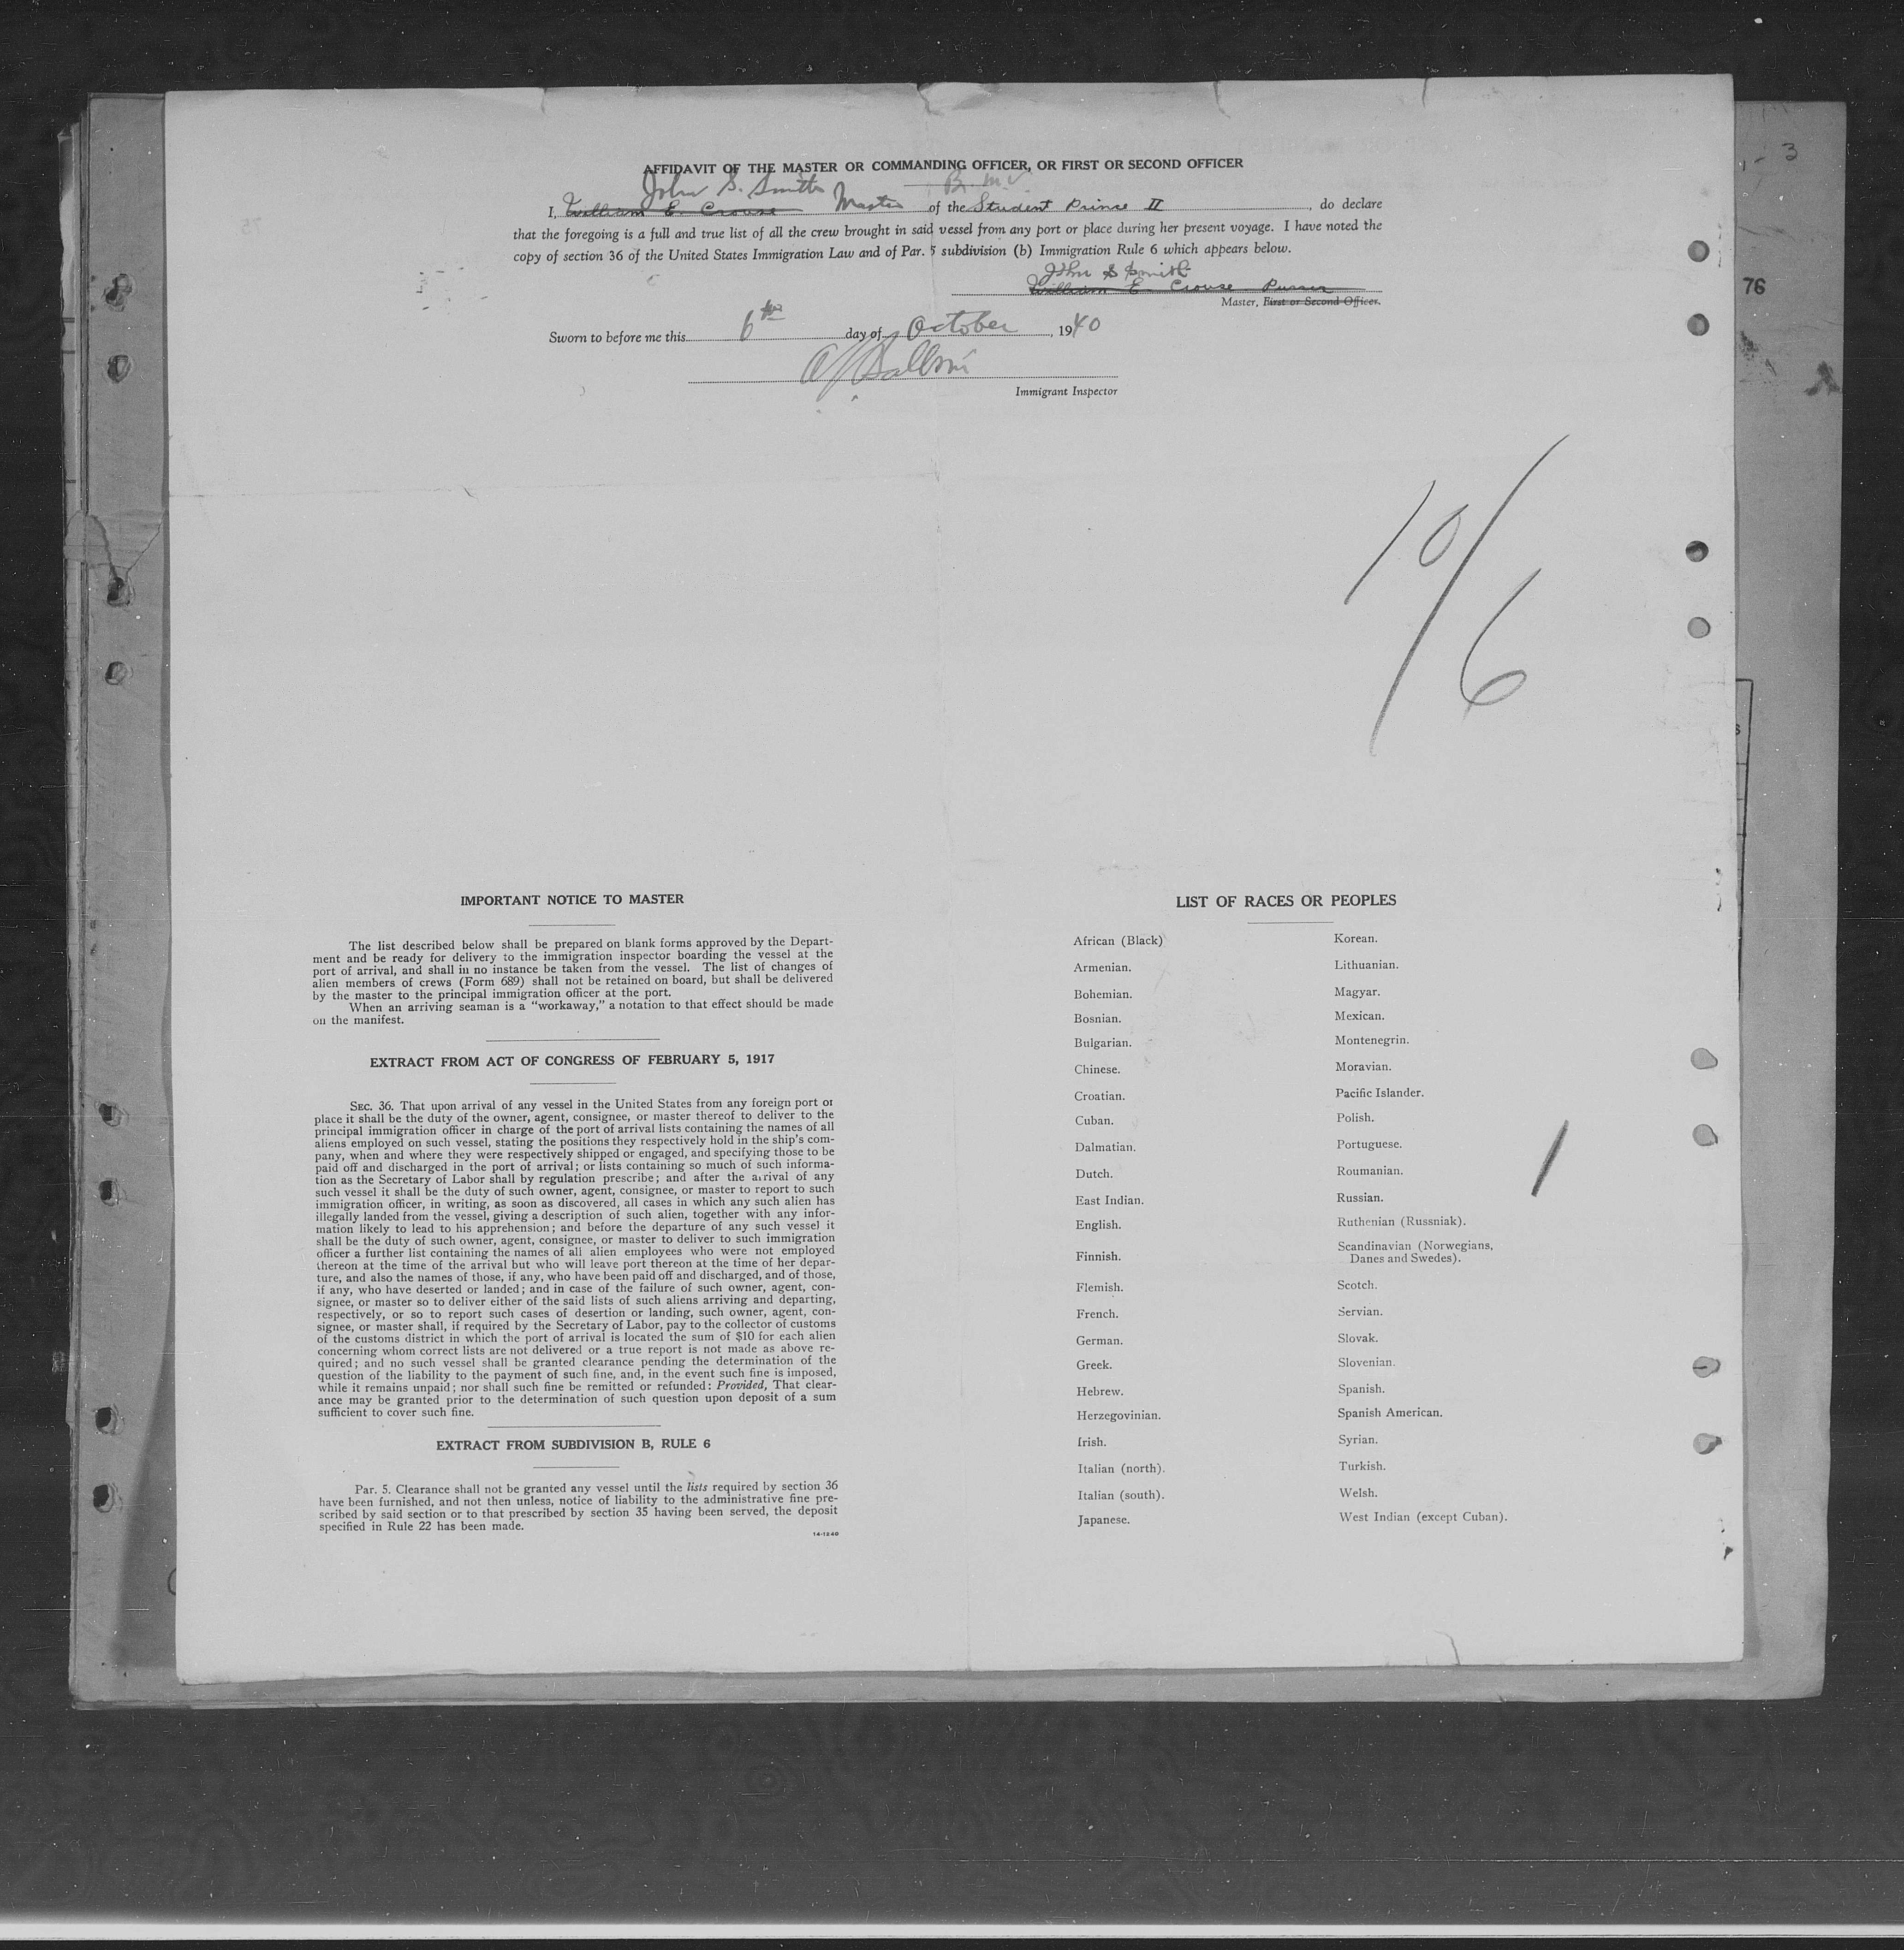 AFFIDAVIT OF THE MASTER OR COMMANDING OFFICER, OR FIRST OR SECOND OFFICER
John S. Smith
I, William E. Crouse Master of the Student Prince II, do declare
that the foregoing is a full and true list of all the crew brought in said vessel from any port or place during her present voyage. I have noted the
copy of section 36 of the United States Immigration Law and of Par. 5 subdivision (b) Immigration Rule 6 which appears below.
John S Smith
William E Crouse Purser
Master, First or Second Officer.
Sworn to before me this 6th day of October, 1940
Immigrant Inspector
76
10/6
IMPORTANT NOTICE TO MASTER
The list described below shall be prepared on blank forms approved by the Depart-
ment and be ready for delivery to the immigration inspector boarding the vessel at the
port of arrival, and shall in no instance be taken from the vessel. The list of changes of
alien members of crews (Form 689) shall not be retained on board, but shall be delivered
by the master to the principal immigration officer at the port.
When an arriving seaman is a "workaway," a notation to that effect should be made
on the manifest.
EXTRACT FROM ACT OF CONGRESS OF FEBRUARY 5, 1917
SEC. 36. That upon arrival of any vessel in the United States from any foreign port or
place it shall be the duty of the owner, agent, consignee, or master thereof to deliver to the
principal immigration officer in charge of the port of arrival lists containing the names of all
aliens employed on such vessel, stating the positions they respectively hold in the ship's com-
pany, when and where they were respectively shipped or engaged, and specifying those to be
paid off and discharged in the port of arrival; or lists containing so much of such informa-
tion as the Secretary of Labor shall by regulation prescribe; and after the arrival of any
such vessel it shall be the duty of such owner, agent, consignee, or master to report to such
immigration officer, in writing, as soon as discovered, all cases in which any such alien has
illegally landed from the vessel, giving a description of such alien, together with any infor-
mation likely to lead to his apprehension; and before the departure of any such vessel it
shall be the duty of such owner, agent, consignee, or master to deliver to such immigration
officer a further list containing the names of all alien employees who were not employed
thereon at the time of the arrival but who will leave port thereon at the time of her depar-
ture, and also the names of those, if any, who have been paid off and discharged, and of those,
if any, who have deserted or landed; and in case of the failure of such owner, agent, con-
signee, or master so to deliver either of the said lists of such aliens arriving and departing,
respectively, or so to report such cases of desertion or landing, such owner, agent, con-
signee, or master shall, if required by the Secretary of Labor, pay to the collector of customs
of the customs district in which the port of arrival is located the sum of $10 for each alien
concerning whom correct lists are not delivered or a true report is not made as above re-
quired; and no such vessel shall be granted clearance pending the determination of the
question of the liability to the payment of such fine, and, in the event such fine is imposed,
while it remains unpaid; nor shall such fine be remitted or refunded: Provided, That clear-
ance may be granted prior to the determination of such question upon deposit of a sum
sufficient to cover such fine.
EXTRACT FROM SUBDIVISION B, RULE 6
Par. 5. Clearance shall not be granted any vessel until the lists required by section 36
have been furnished, and not then unless, notice of liability to the administrative fine pre-
scribed by said section or to that prescribed by section 35 having been served, the deposit
specified in Rule 22 has been made.
14-1240
LIST OF RACES OR PEOPLES
African (Black)
Armenian.
Bohemian.
Bosnian.
Bulgarian.
Chinese.
Croatian.
Cuban.
Dalmatian.
Dutch.
East Indian.
English.
Finnish.
Flemish.
French.
German.
Greek.
Hebrew.
Herzegovinian.
Irish.
Italian (north).
Italian (south).
Japanese.
Korean.
Lithuanian.
Magyar.
Mexican.
Montenegrin.
Moravian.
Pacific Islander.
Polish.
Portuguese.
Roumanian.
Russian.
Ruthenian (Russniak).
Scandinavian (Norwegians,
Danes and Swedes).
Scotch.
Servian.
Slovak.
Slovenian.
Spanish.
Spanish American.
Syrian.
Turkish.
Welsh.
West Indian (except Cuban).